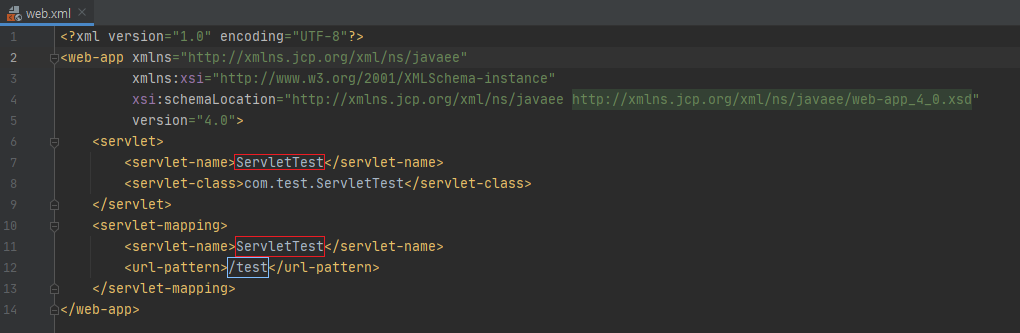 web.xml
1 <?xml version="1.0" encoding="UTF-8"?>
2 <web-app xmlns="http://xmlns.jcp.org/xml/ns/javaee"
3 xmlns:xsi="http://www.w3.org/2001/XMLSchema-instance"
4 xsi:schemaLocation="http://xmlns.jcp.org/xml/ns/javaee http://xmlns.jcp.org/xml/ns/javaee/web-app_4_0.xsd"
5 version="4.0">
6 <servlet>
7 <servlet-name>ServletTest</servlet-name>
8 <servlet-class>com.test.ServletTest</servlet-class>
9 </servlet>
10 <servlet-mapping>
11 <servlet-name>ServletTest</servlet-name>
12 <url-pattern>/test</url-pattern>
13 </servlet-mapping>
14 </web-app>